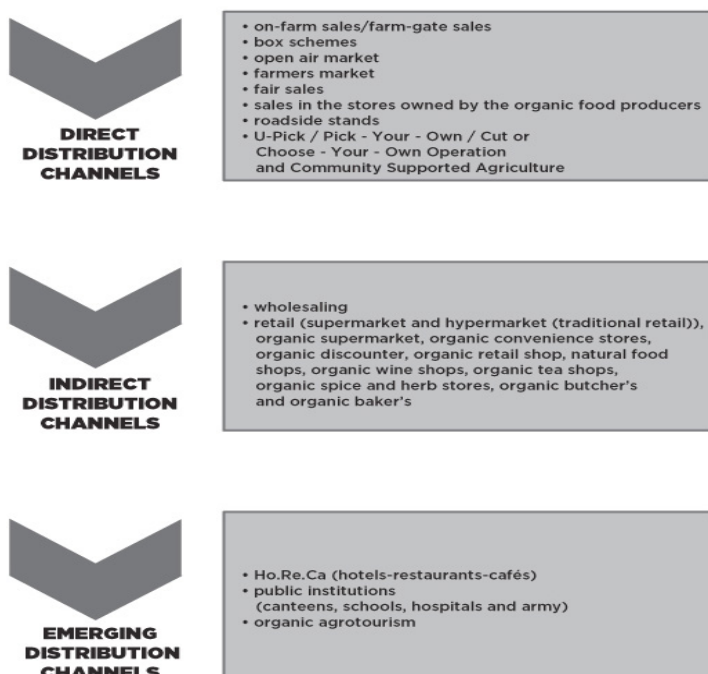 • on-farm sales/farm-gate sales
• box schemes
• open air market
• farmers market
• fair sales
• sales in the stores owned by the organic food producers
• roadside stands
• U-Pick / Pick - Your - Own / Cut or
Choose - Your - Own Operation
and Community Supported Agriculture
DIRECT
DISTRIBUTION
CHANNELS
• wholesaling
• retail (supermarket and hypermarket (traditional retail)),
organic supermarket, organic convenience stores,
organic discounter, organic retail shop, natural food
shops, organic wine shops, organic tea shops,
organic spice and herb stores, organic butcher's
and organic baker's
INDIRECT
DISTRIBUTION
CHANNELS
• Ho.Re.Ca (hotels-restaurants-cafés)
• public institutions
(canteens, schools, hospitals and army)
• organic agrotourism
EMERGING
DISTRIBUTION
CHANNELS